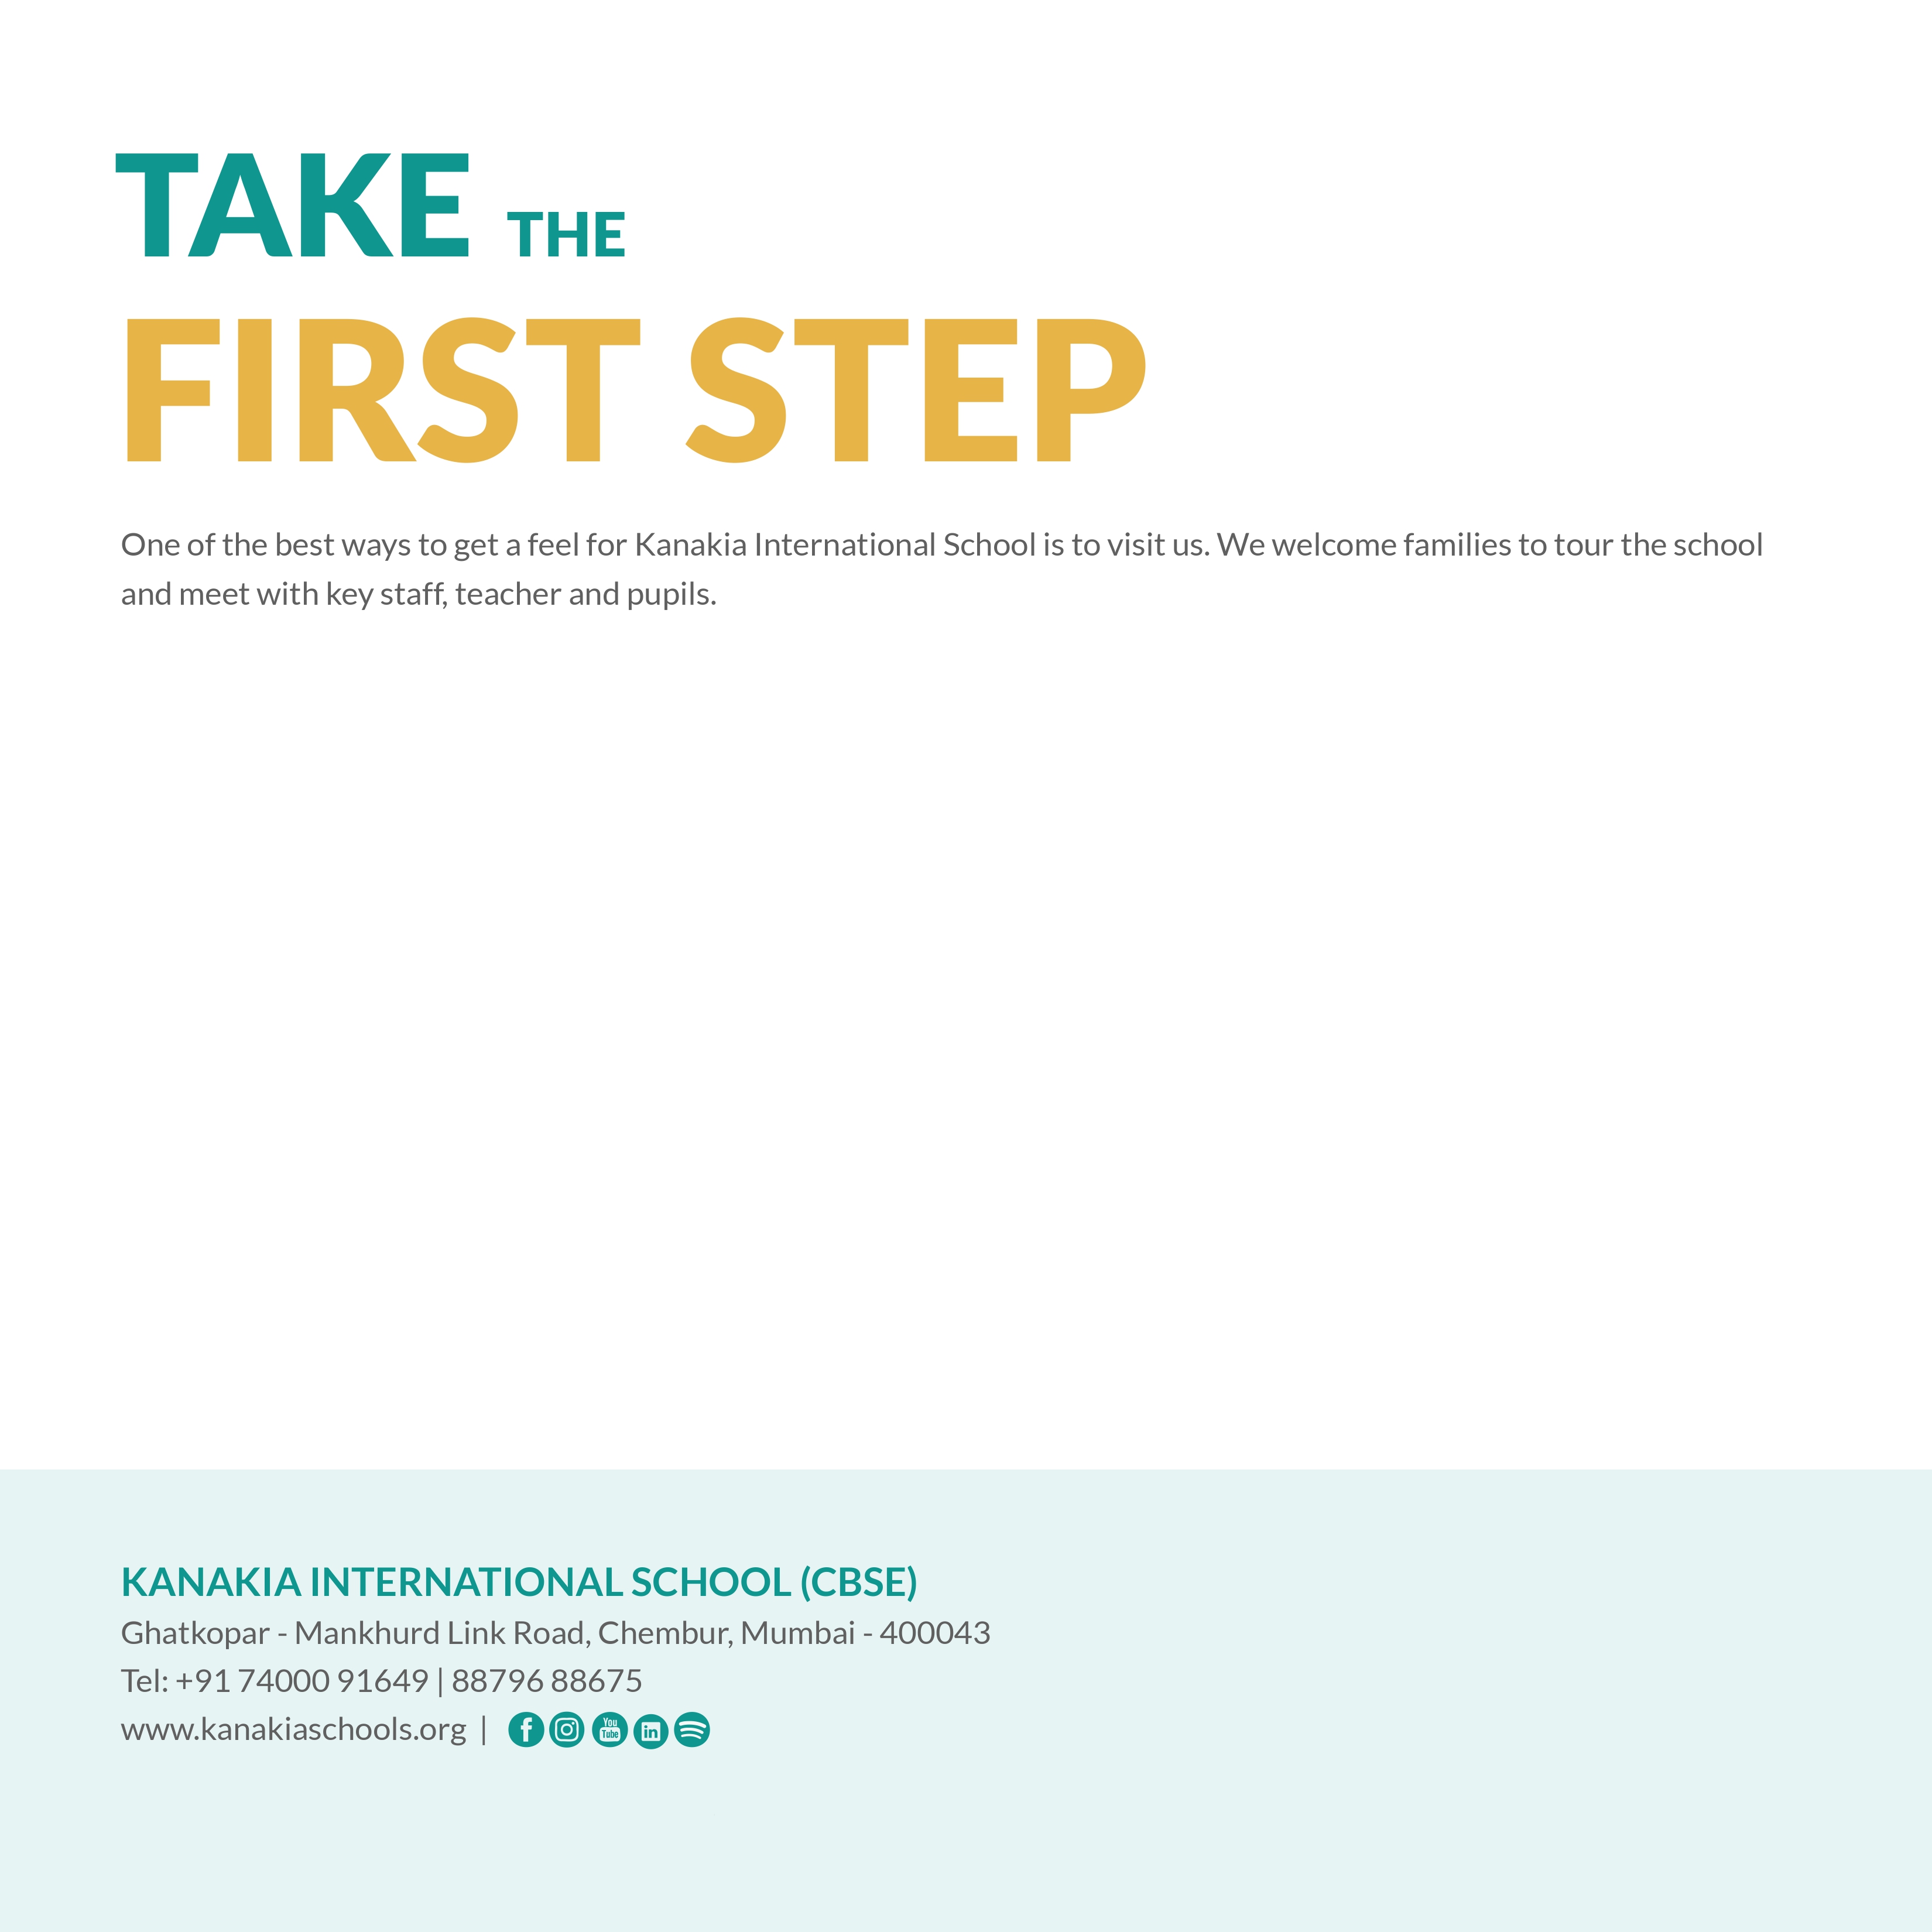 TAKE THE
FIRST STEP
One of the best ways to get a feel for Kanakia International School is to visit us. We welcome families to tour the school
and meet with key staff, teacher and pupils.
KANAKIA INTERNATIONAL SCHOOL (CBSE)
Ghatkopar - Mankhurd Link Road, Chembur, Mumbai - 400043
Tel: +91 74000 91649 | 88796 88675
www.kanakiaschools.org | f You Tube in